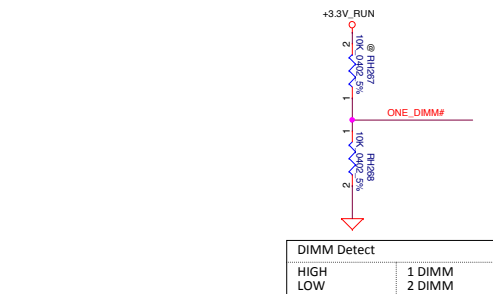 +3.3V_RUN
2
@ RH267
10K_0402_5%
1
ONE_DIMM#
1
RH268
10K_0402_5%
2
DIMM Detect
HIGH 1 DIMM
LOW 2 DIMM